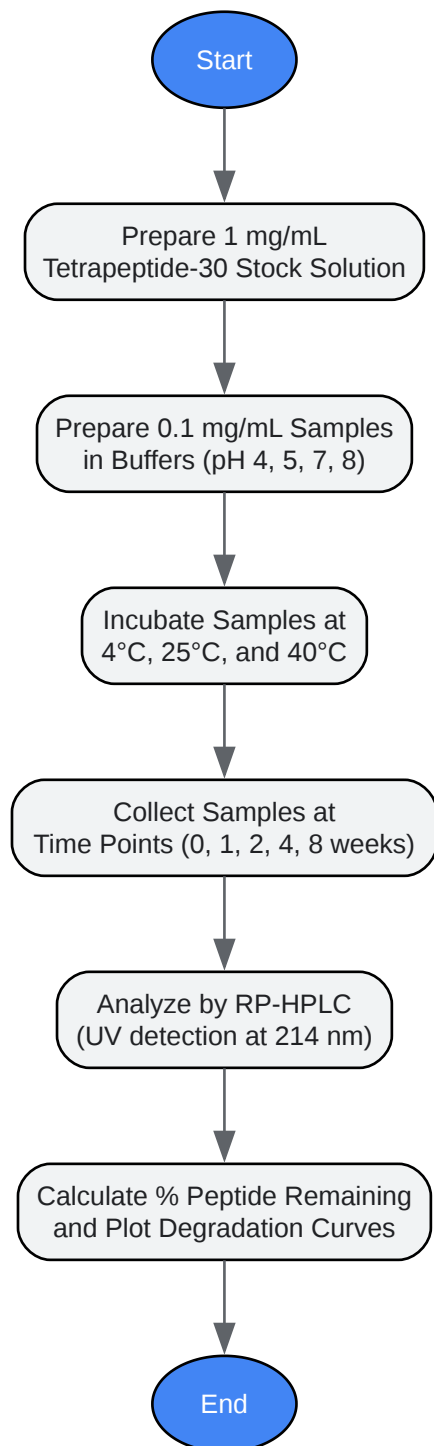 Start
Prepare 1 mg/mL
Tetrapeptide-30 Stock Solution
Prepare 0.1 mg/mL Samples
in Buffers (pH 4, 5, 7, 8)
Incubate Samples at
4°C, 25°C, and 40°C
Collect Samples at
Time Points (0, 1, 2, 4, 8 weeks)
Analyze by RP-HPLC
(UV detection at 214 nm)
Calculate % Peptide Remaining
and Plot Degradation Curves
End